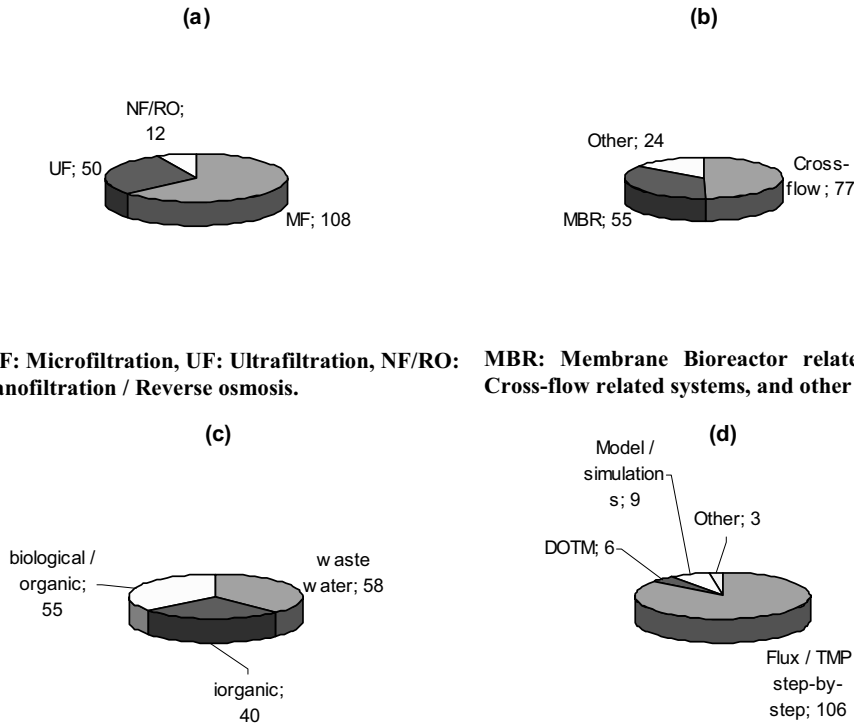 (a)
NF/RO;
12
UF; 50
MF; 108
(b)
Other; 24
Cross-
flow; 77
MBR; 55
F: Microfiltration, UF: Ultrafiltration, NF/RO:
anofiltration / Reverse osmosis.
MBR: Membrane Bioreactor relate
Cross-flow related systems, and other
(c)
biological /
organic;
55
waste
water; 58
iorganic;
40
(d)
Model /
simulation
s; 9
Other; 3
DOTM; 6
Flux / TMP
step-by-
step; 106